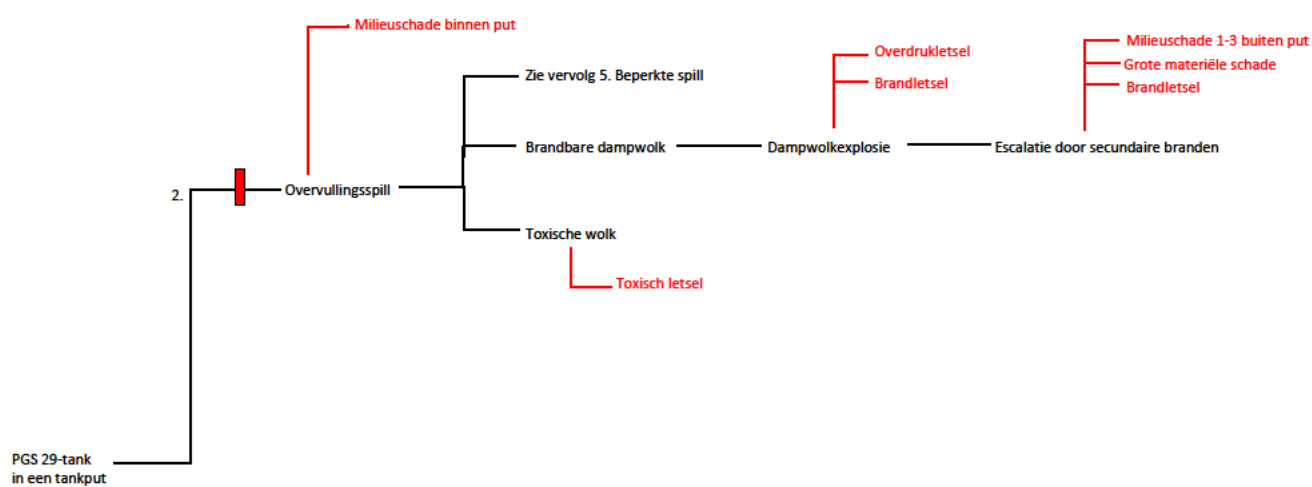 Milieuschade binnen put
Overdrukletsel
Milieuschade 1-3 buiten put
Grote materiële schade
Zie vervolg 5. Beperkte spill
Brandletsel
Brandletsel
Brandbare dampwolk
Dampwolkexplosie
Escalatie door secundaire branden
2.
Overvullingsspill
Toxische wolk
Toxisch letsel
PGS 29-tank
in een tankput